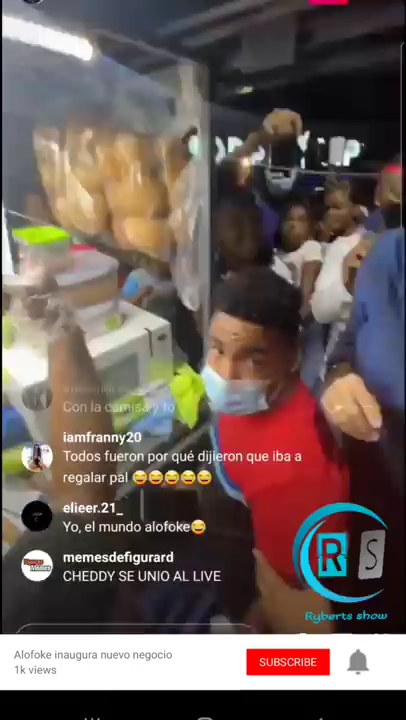 Con la camisa y to
iamfranny20
Todos fueron por qué dijieron que iba a
regalar pal 😂😂😂😂😂
elieer.21_
Yo, el mundo alofoke😂
memesdefigurard
CHEDDY SE UNIO AL LIVE
R S
Ryberts show
Alofoke inaugura nuevo negocio
1k views
SUBSCRIBE